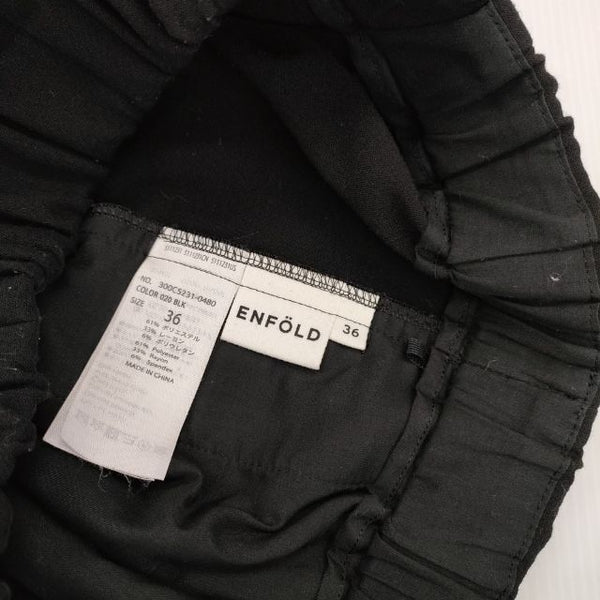 NO. 300CS231-0480
COLOR 020 BLK
SIZE
36
61% ポリエステル
33% レーヨン
6% ポリウレタン
61% Polyester
33% Rayon
6% Spandex
MADE IN CHINA
ENFÖLD
36